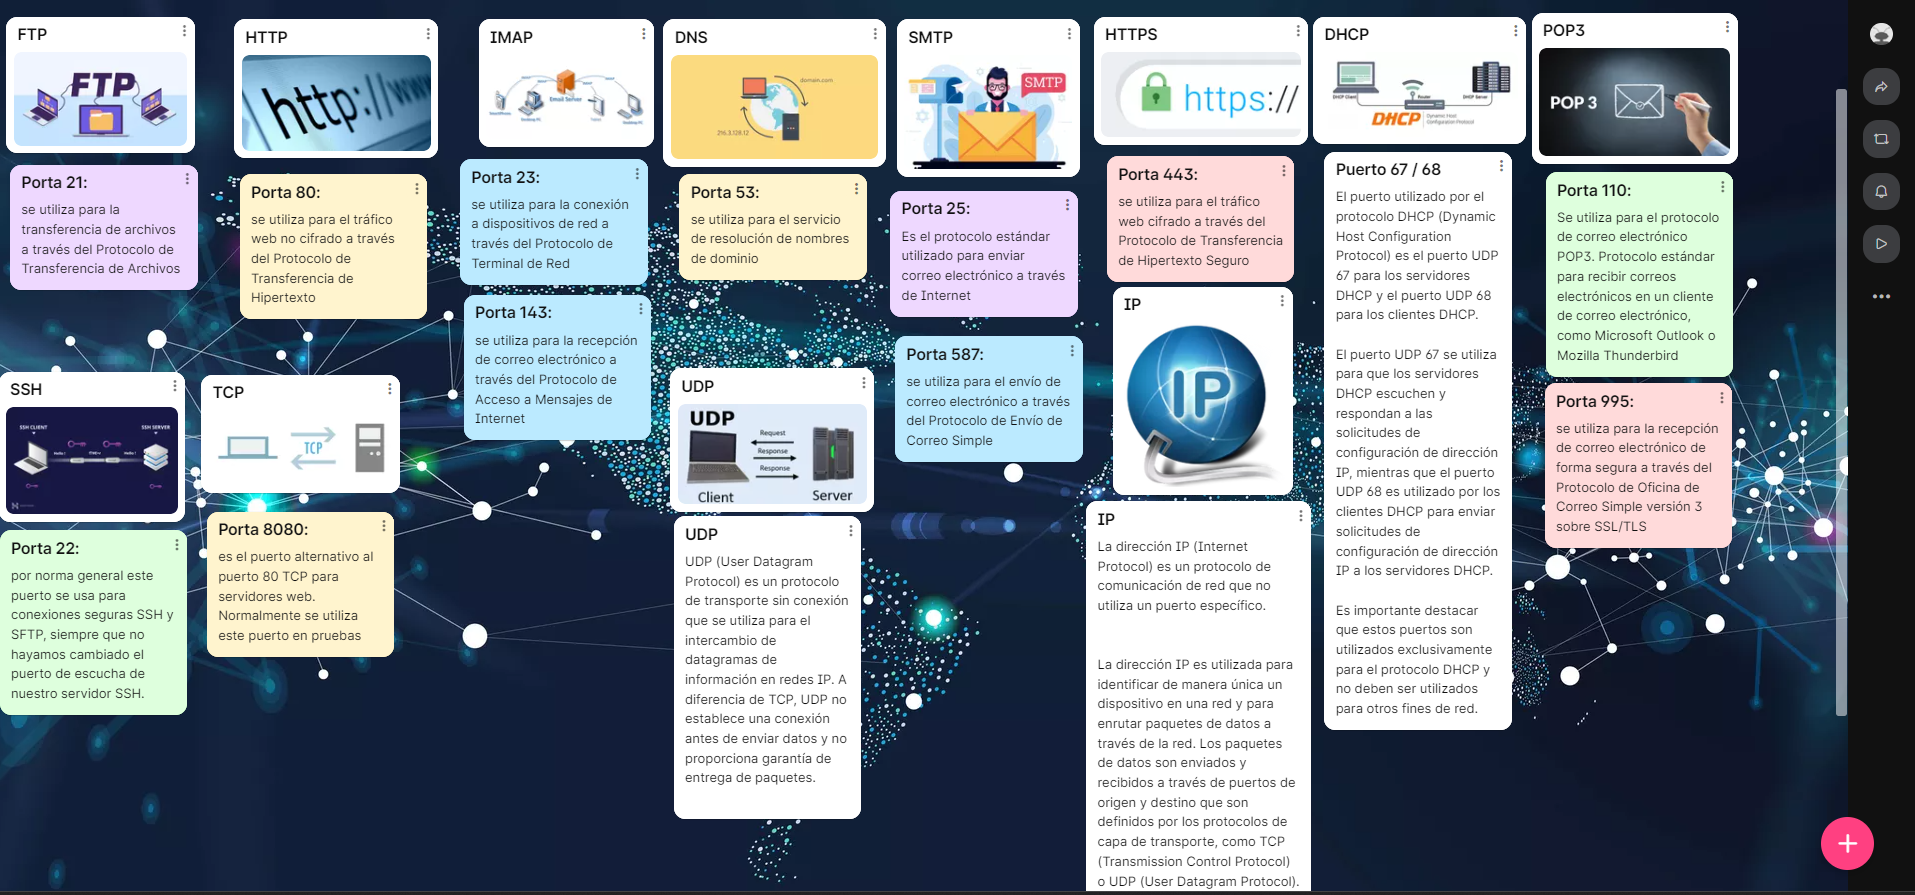 FTP
FTP
Porta 21:
se utiliza para la
transferencia de archivos
a través del Protocolo de
Transferencia de Archivos
SSH
SSH CLIENT
SSH SERVER
Porta 22:
por norma general este
puerto se usa para
conexiones seguras SSH y
SFTP, siempre que no
hayamos cambiado el
puerto de escucha de
nuestro servidor SSH.
HTTP
http://www
Porta 80:
se utiliza para el tráfico
web no cifrado a través
del Protocolo de
Transferencia de
Hipertexto
TCP
TCP
Porta 8080:
es el puerto alternativo al
puerto 80 TCP para
servidores web.
Normalmente se utiliza
este puerto en pruebas
IMAP
Email Server
Porta 23:
se utiliza para la conexión
a dispositivos de red a
través del Protocolo de
Terminal de Red
Porta 143:
se utiliza para la recepción
de correo electrónico a
través del Protocolo de
Acceso a Mensajes de
Internet
DNS
domain.com
216.3.128.12
Porta 53:
se utiliza para el servicio
de resolución de nombres
de dominio
UDP
UDP
Request
Response
Response
Client
Server
UDP
UDP (User Datagram
Protocol) es un protocolo
de transporte sin conexión
que se utiliza para el
intercambio de
datagramas de
información en redes IP. A
diferencia de TCP, UDP no
establece una conexión
antes de enviar datos y no
proporciona garantía de
entrega de paquetes.
SMTP
SMTP
Porta 25:
Es el protocolo estándar
utilizado para enviar
correo electrónico a través
de Internet
Porta 587:
se utiliza para el envío de
correo electrónico a través
del Protocolo de Envío de
Correo Simple
HTTPS
https://
Porta 443:
se utiliza para el tráfico
web cifrado a través del
Protocolo de Transferencia
de Hipertexto Seguro
IP
IP
IP
La dirección IP (Internet
Protocol) es un protocolo de
comunicación de red que no
utiliza un puerto específico.
La dirección IP es utilizada para
identificar de manera única un
dispositivo en una red y para
enrutar paquetes de datos a
través de la red. Los paquetes
de datos son enviados y
recibidos a través de puertos de
origen y destino que son
definidos por los protocolos de
capa de transporte, como TCP
(Transmission Control Protocol)
o UDP (User Datagram Protocol).
DHCP
DHCP Client
Router
DHCP Server
DHCP
Dynamic Host
Configuration Protocol
Puerto 67 / 68
El puerto utilizado por el
protocolo DHCP (Dynamic
Host Configuration
Protocol) es el puerto UDP
67 para los servidores
DHCP y el puerto UDP 68
para los clientes DHCP.
El puerto UDP 67 se utiliza
para que los servidores
DHCP escuchen y
respondan a las
solicitudes de
configuración de dirección
IP, mientras que el puerto
UDP 68 es utilizado por los
clientes DHCP para enviar
solicitudes de
configuración de dirección
IP a los servidores DHCP.
Es importante destacar
que estos puertos son
utilizados exclusivamente
para el protocolo DHCP y
no deben ser utilizados
para otros fines de red.
POP3
POP 3
Porta 110:
Se utiliza para el protocolo
de correo electrónico
POP3. Protocolo estándar
para recibir correos
electrónicos en un cliente
de correo electrónico,
como Microsoft Outlook o
Mozilla Thunderbird
Porta 995:
se utiliza para la recepción
de correo electrónico de
forma segura a través del
Protocolo de Oficina de
Correo Simple versión 3
sobre SSL/TLS